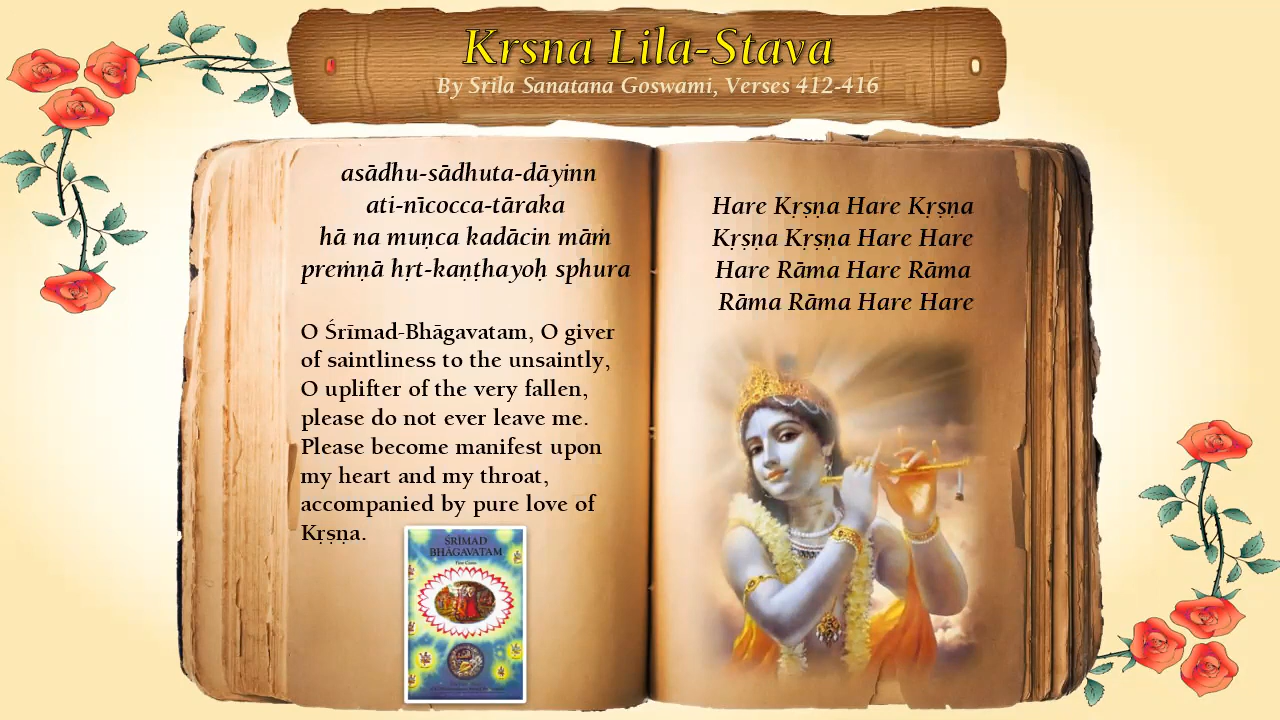 Krsna Lila-Stava
By Srila Sanatana Goswami, Verses 412-416
asādhu-sādhuta-dāyinn
ati-nīcocca-tāraka
hā na muṇca kadācin māṁ
preṁṇā hṛt-kaṇṭhayoḥ sphura
O Śrīmad-Bhāgavatam, O giver
of saintliness to the unsaintly,
O uplifter of the very fallen,
please do not ever leave me.
Please become manifest upon
my heart and my throat,
accompanied by pure love of
Kṛṣṇa.
ŚRĪMAD
BHĀGAVATAM
Hare Kṛṣṇa Hare Kṛṣṇa
Kṛṣṇa Kṛṣṇa Hare Hare
Hare Rāma Hare Rāma
Rāma Rāma Hare Hare